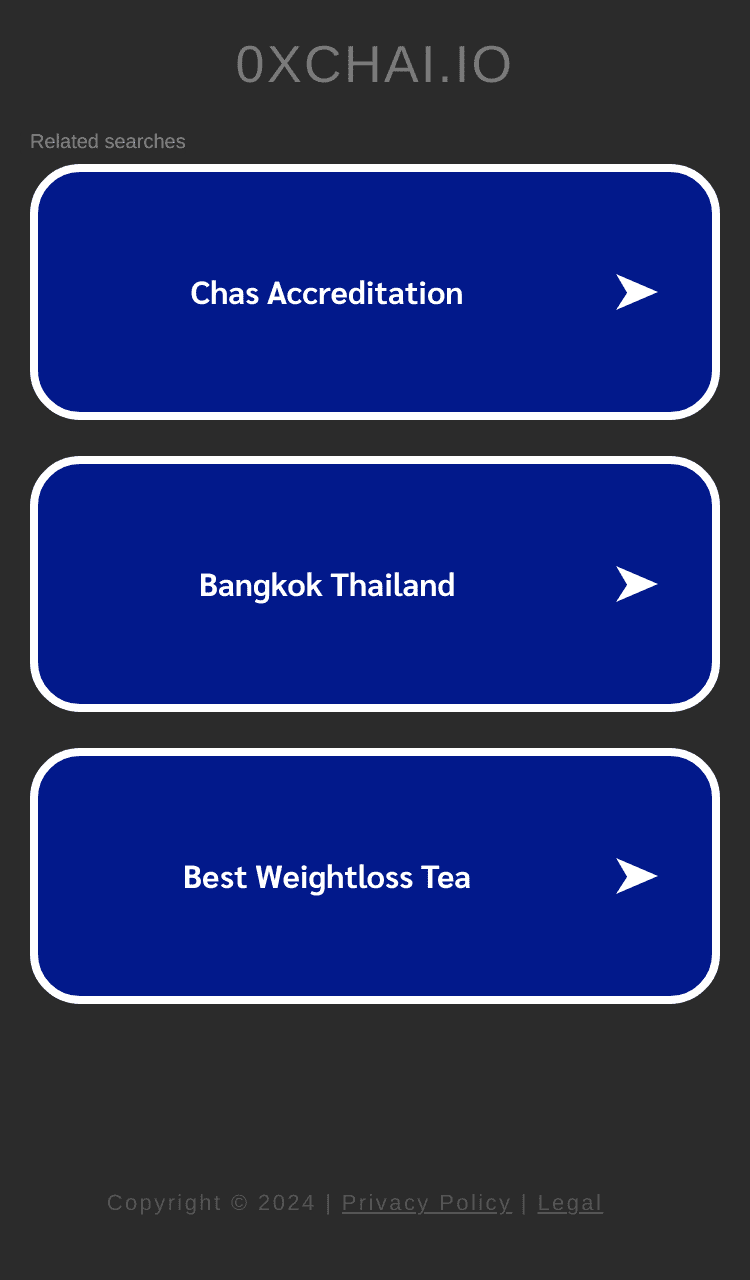 0XCHAI.IO
Related searches
Chas Accreditation
Bangkok Thailand
Best Weightloss Tea
Copyright © 2024 | Privacy Policy | Legal